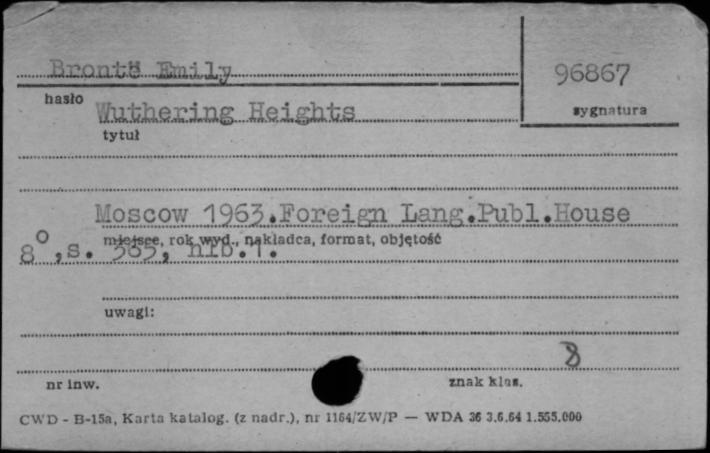 Brontë Emily
96867
hasło
sygnatura
Wuthering Heights
tytuł
Moscow 1963.Foreign Lang.Publ.House
miejsce, rok wyd., nakładca, format, objętość
8°,s. 383, nlb.1.
uwagi:
8
nr inw.
znak klas.
CWD - B-15a, Karta katalog. (z nadr.), nr 1164/ZW/P — WDA 36 3.6.64 1.555.000